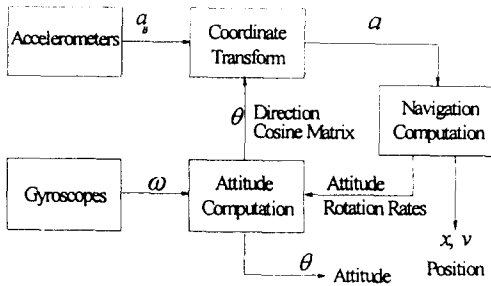 Accelerometers
a_B
Coordinate
Transform
a
θ
Direction
Cosine Matrix
Navigation
Computation
Gyroscopes
ω
Attitude
Computation
Attitude
Rotation Rates
x, v
Position
θ
Attitude